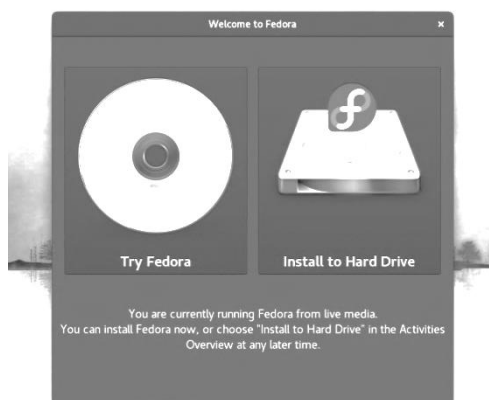 Welcome to Fedora ×
Try Fedora
Install to Hard Drive
You are currently running Fedora from live media.
You can install Fedora now, or choose "Install to Hard Drive" in the Activities
Overview at any later time.